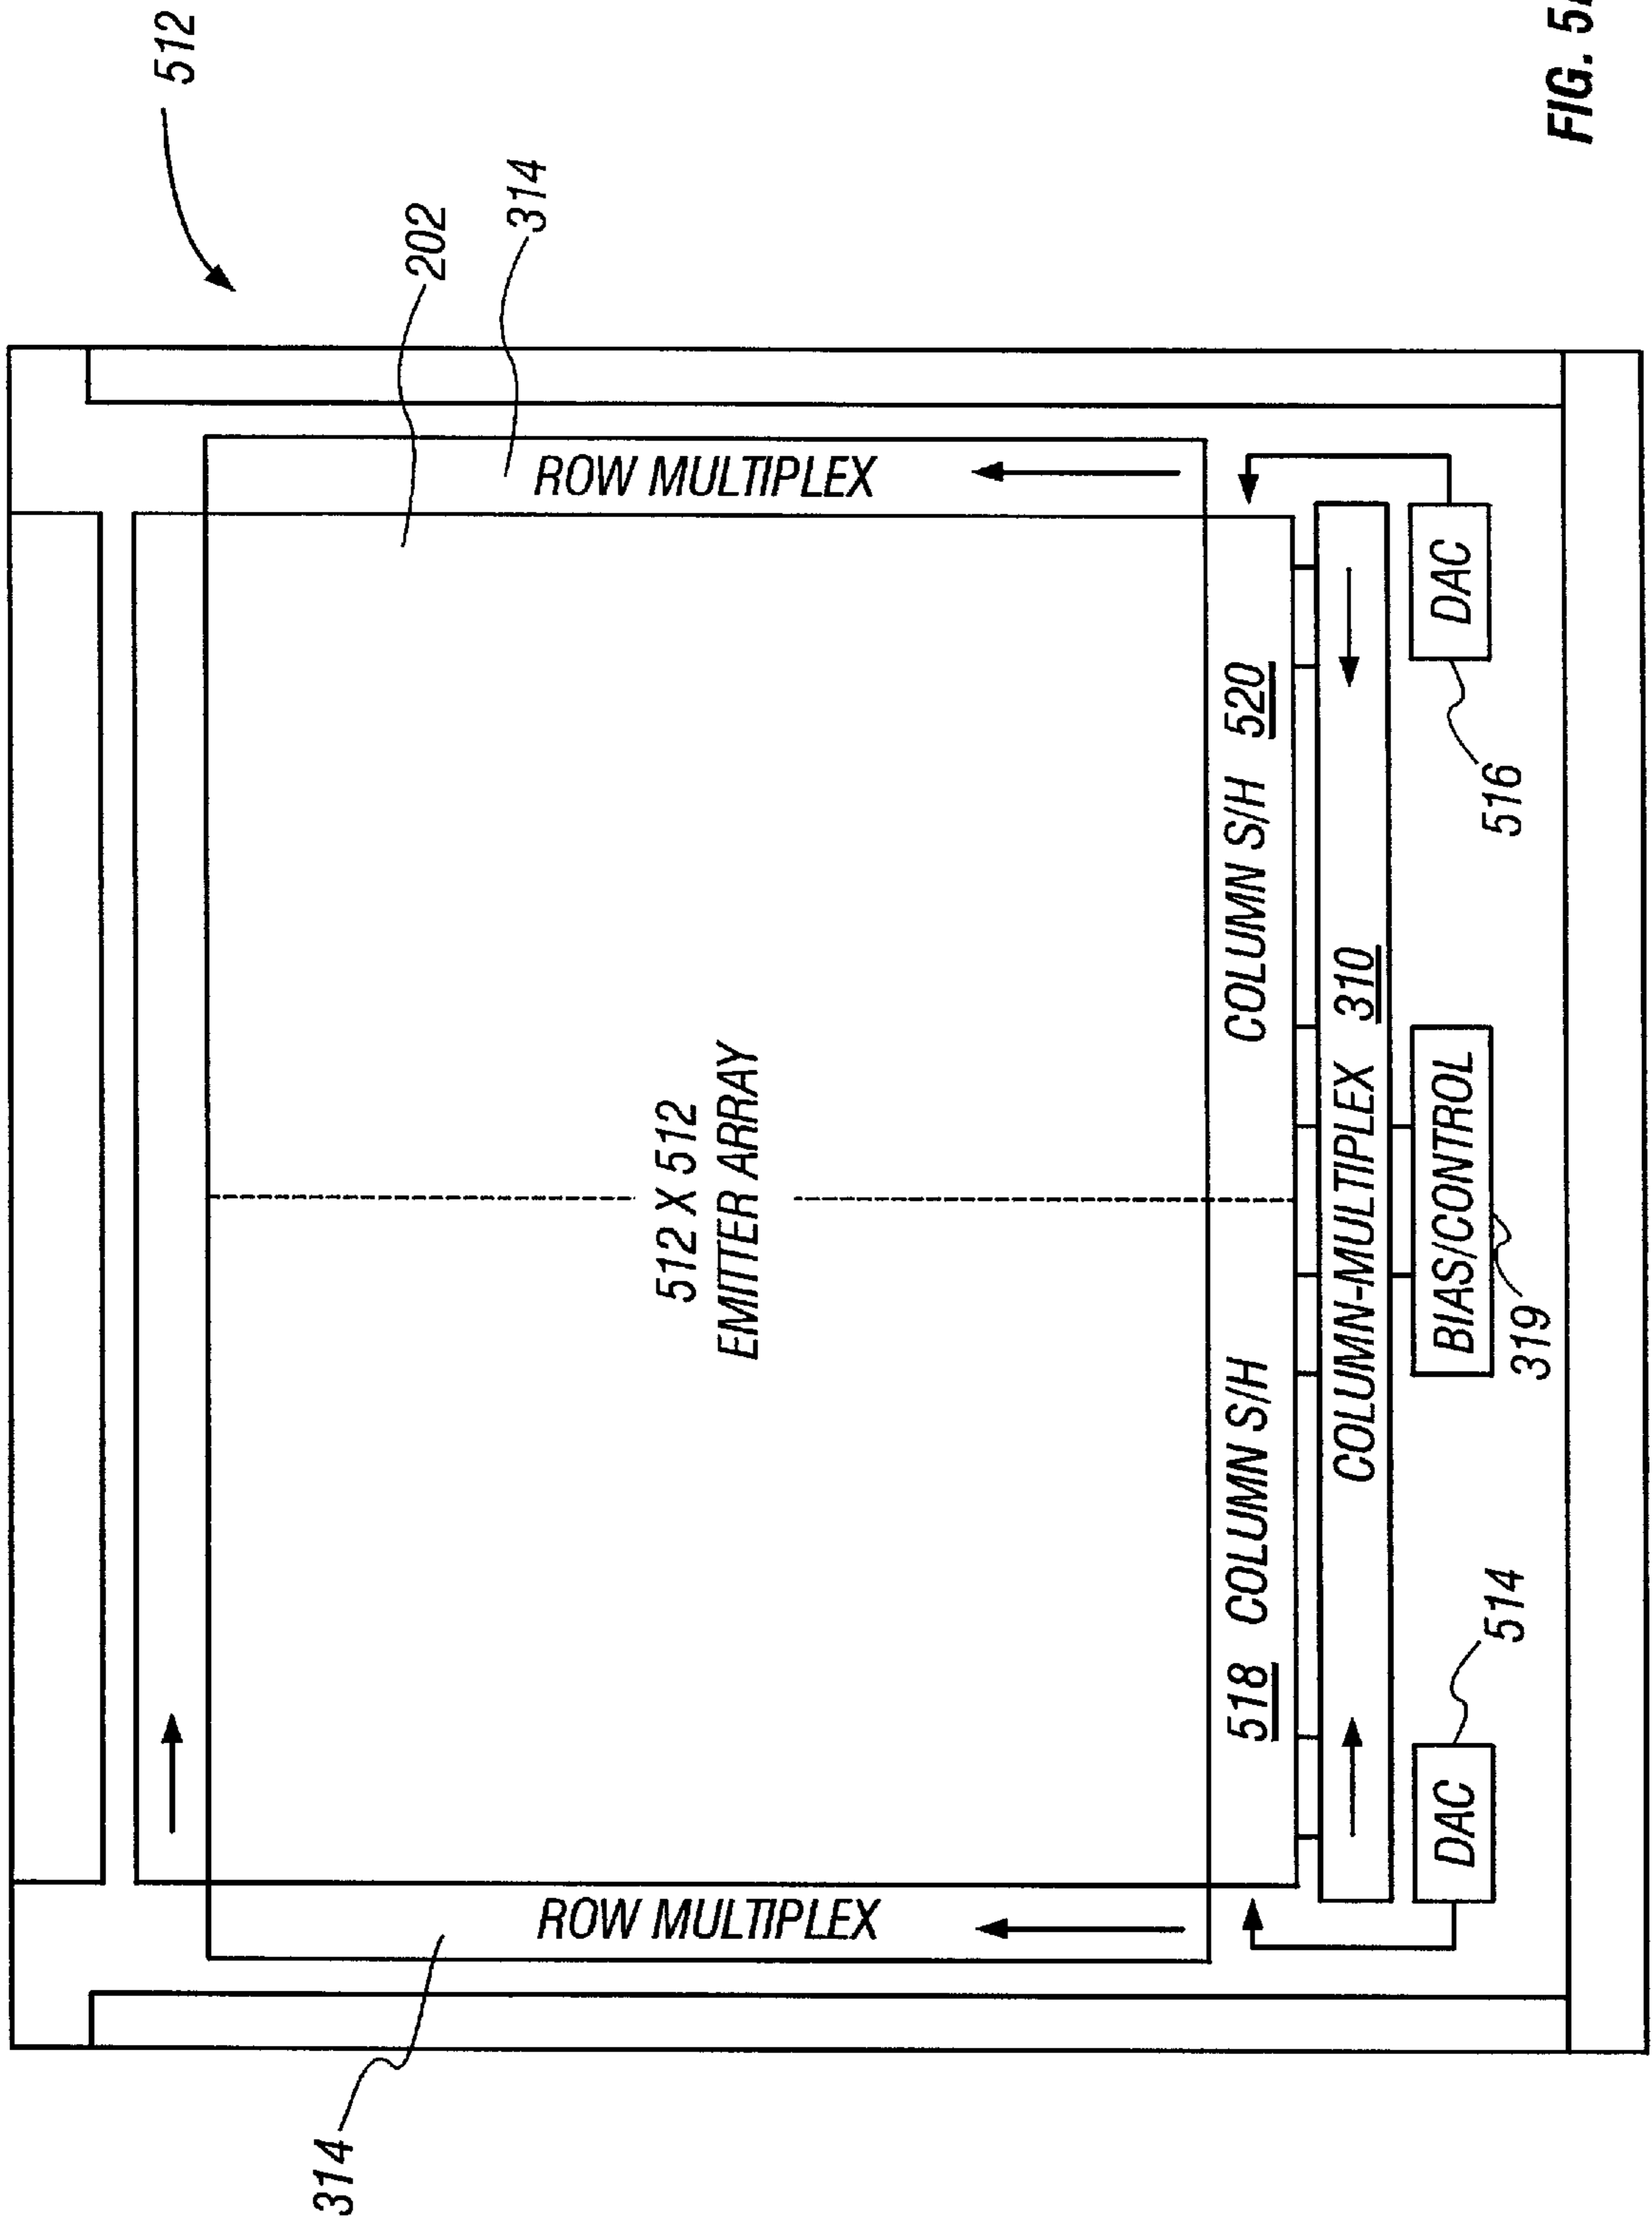 512
202
314
314
ROW MULTIPLEX
ROW MULTIPLEX
512 X 512
EMITTER ARRAY
518 COLUMN S/H
COLUMN S/H 520
COLUMN-MULTIPLEX 310
DAC
BIAS/CONTROL
DAC
514
319
516
FIG.